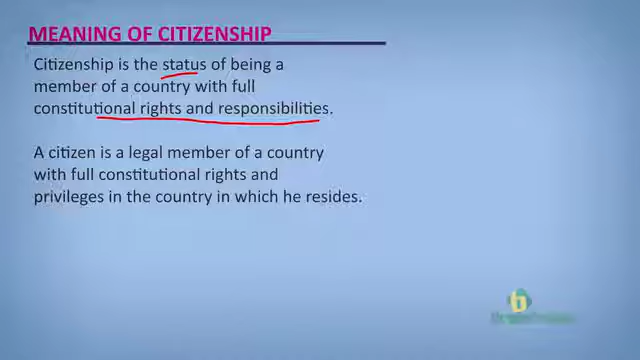 MEANING OF CITIZENSHIP
Citizenship is the status of being a
member of a country with full
constitutional rights and responsibilities.
A citizen is a legal member of a country
with full constitutional rights and
privileges in the country in which he resides.